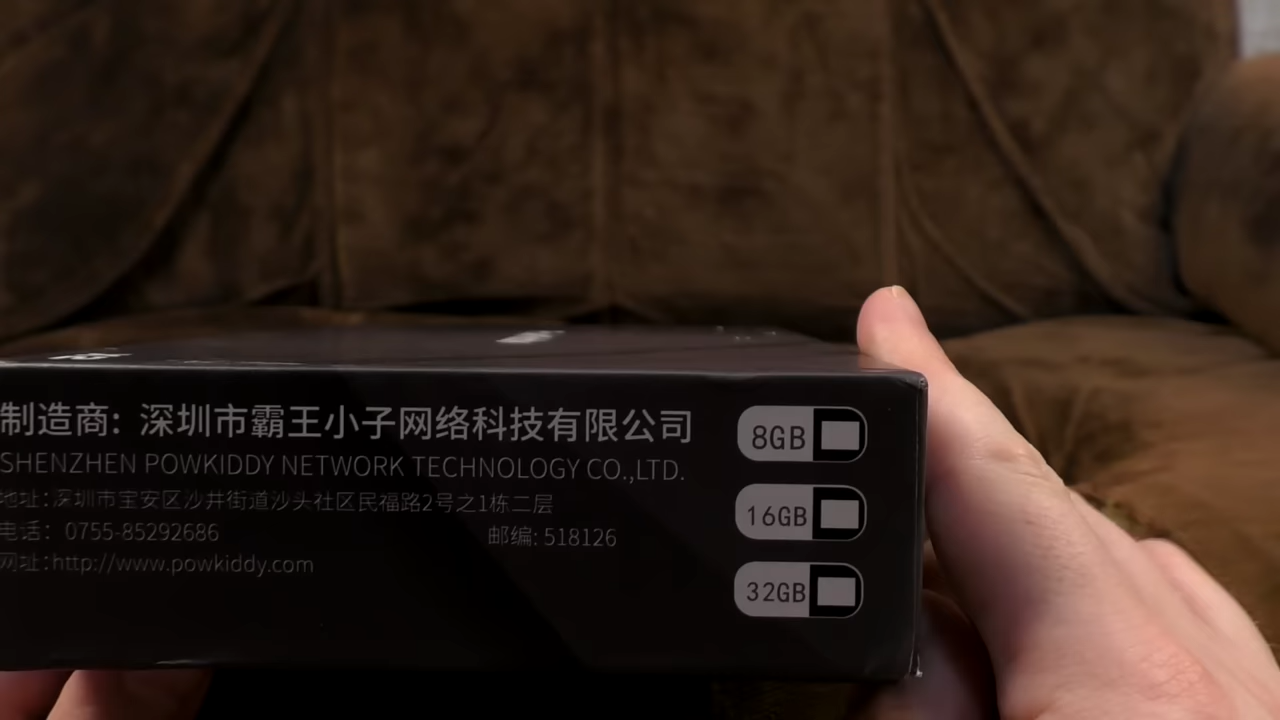 制造商: 深圳市霸王小子网络科技有限公司
SHENZHEN POWKIDDY NETWORK TECHNOLOGY CO.,LTD.
地址:深圳市宝安区沙井街道沙头社区民福路2号之1栋二层
电话: 0755-85292686 邮编: 518126
网址:http://www.powkiddy.com
8GB
16GB
32GB